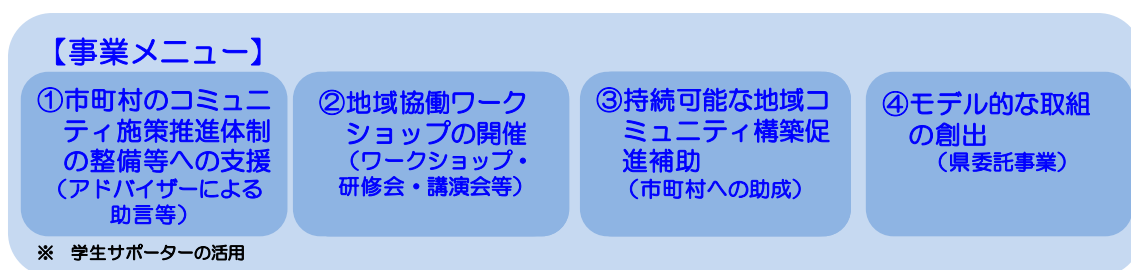 【事業メニュー】
①市町村のコミュニ
ティ施策推進体制
の整備等への支援
(アドバイザーによる
助言等)
②地域協働ワーク
ショップの開催
(ワークショップ・
研修会・講演会等)
③持続可能な地域コ
ミュニティ構築促
進補助
(市町村への助成)
④モデル的な取組
の創出
(県委託事業)
※ 学生サポーターの活用